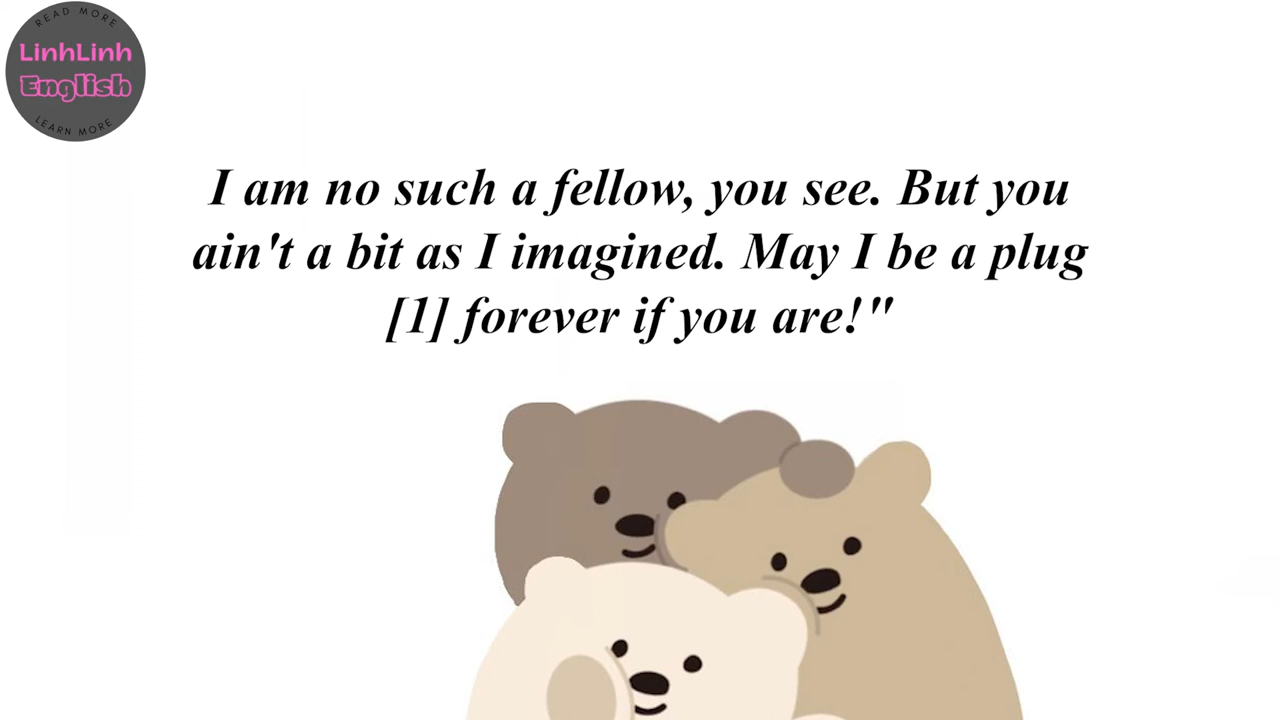 READ MORE
LinhLinh
English
LEARN MORE
I am no such a fellow, you see. But you
ain't a bit as I imagined. May I be a plug
[1] forever if you are!"